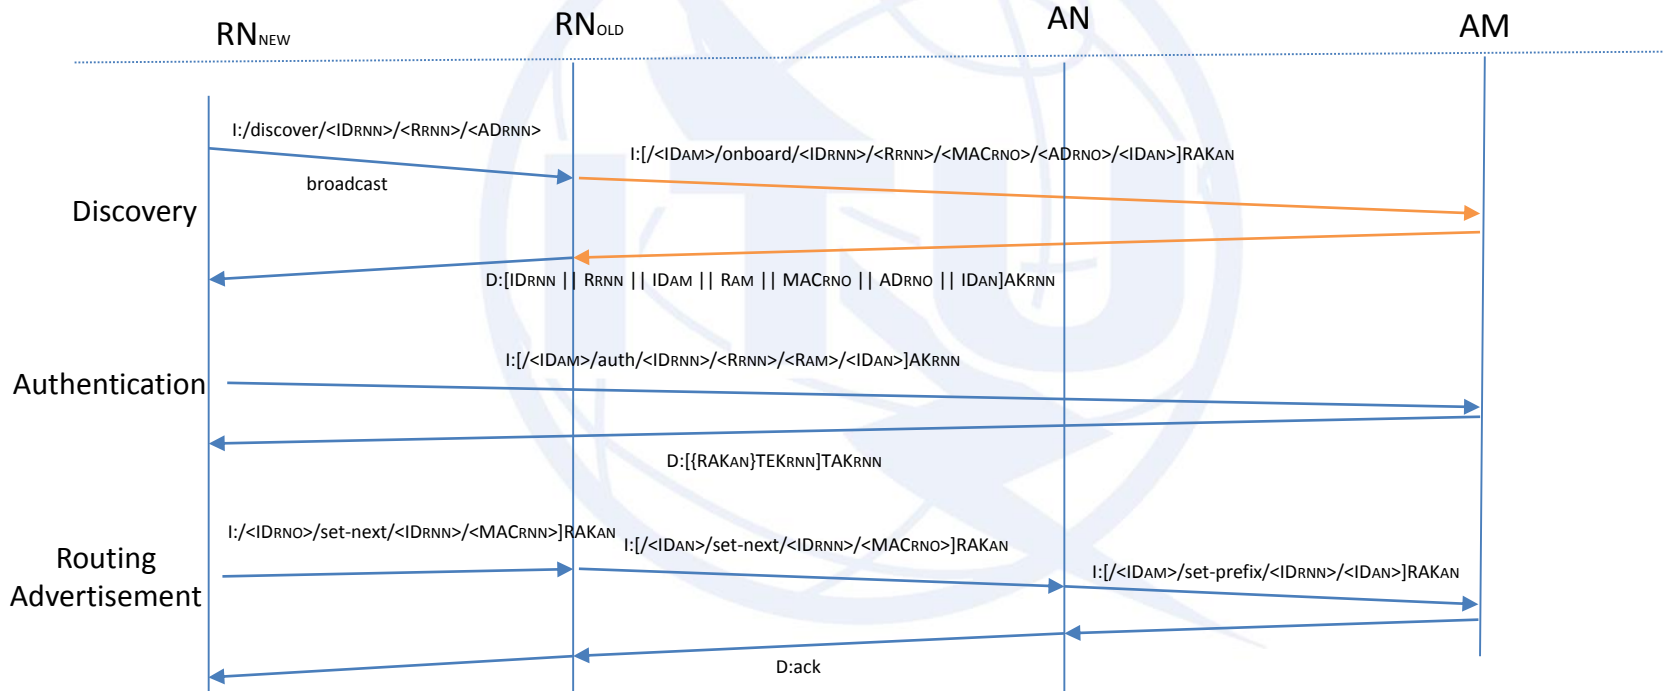 RNNEW RNOLD AN AM
I:/discover/<IDRNN>/<RRNN>/<ADRNN>
I:[/<IDAM>/onboard/<IDRNN>/<RRNN>/<MACRNO>/<ADRNO>/<IDAN>]RAKAN
broadcast
Discovery
D:[IDRNN || RRNN || IDAM || RAM || MACRNO || ADRNO || IDAN]AKRNN
I:[/<IDAM>/auth/<IDRNN>/<RRNN>/<RAM>/<IDAN>]AKRNN
Authentication
D:[{RAKAN}TEKRNN]TAKRNN
I:/<IDRNO>/set-next/<IDRNN>/<MACRNN>]RAKAN
I:[/<IDAN>/set-next/<IDRNN>/<MACRNO>]RAKAN
Routing
Advertisement
I:[/<IDAM>/set-prefix/<IDRNN>/<IDAN>]RAKAN
D:ack
ITU